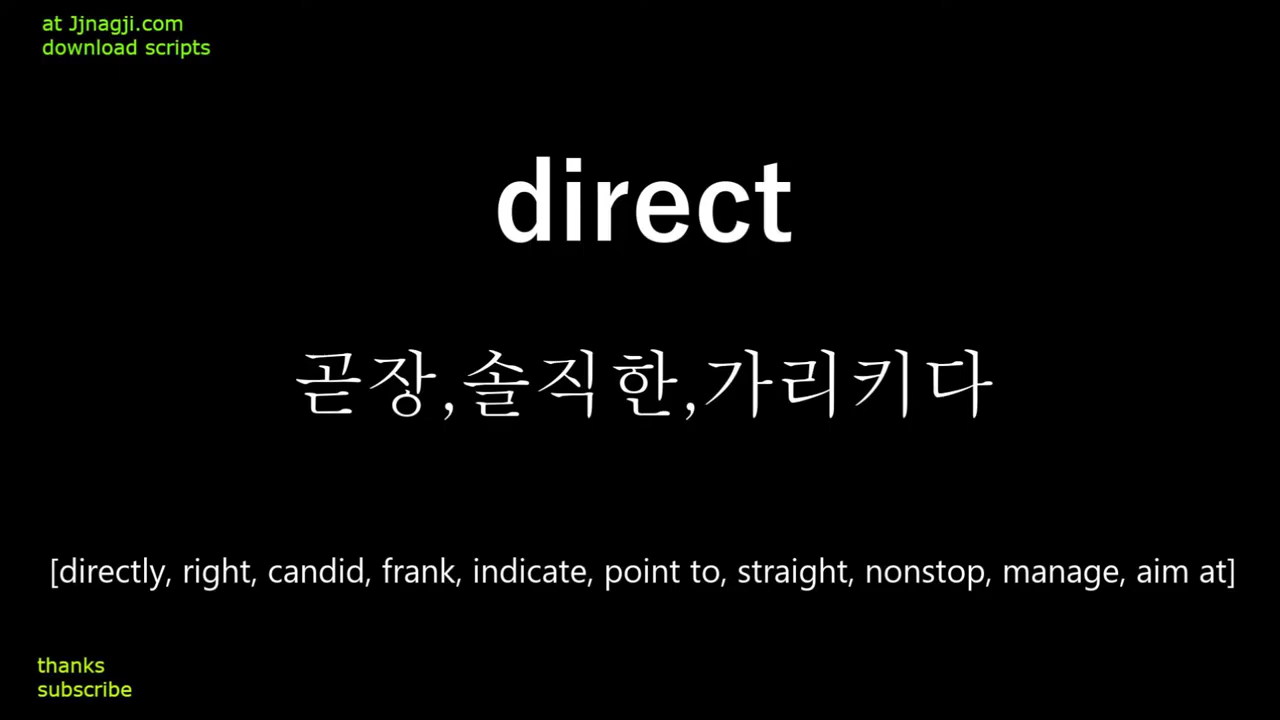 at Jjnagji.com
download scripts
direct
곧장,솔직한,가리키다
[directly, right, candid, frank, indicate, point to, straight, nonstop, manage, aim at]
thanks
subscribe